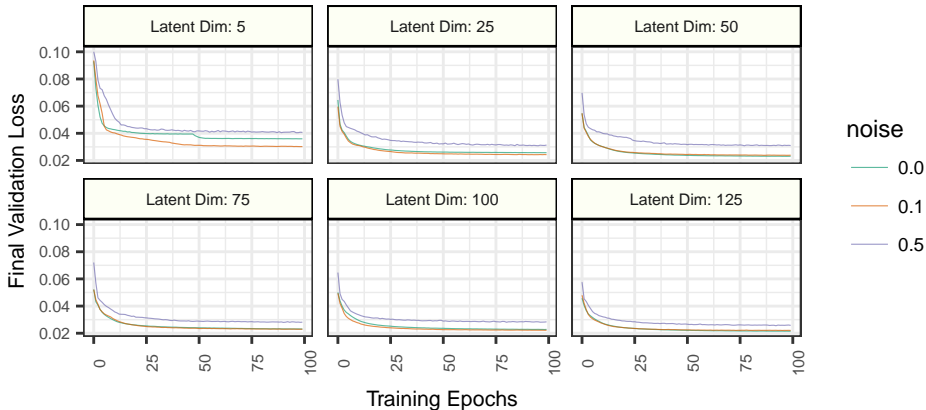 Latent Dim: 5 Latent Dim: 25 Latent Dim: 50
0.10
0.08
0.06
0.04
0.02
noise
0.0
0.1
0.5
Latent Dim: 75 Latent Dim: 100 Latent Dim: 125
0.10
0.08
0.06
0.04
0.02
0 25 50 75 100 0 25 50 75 100 0 25 50 75 100
Final Validation Loss
Training Epochs